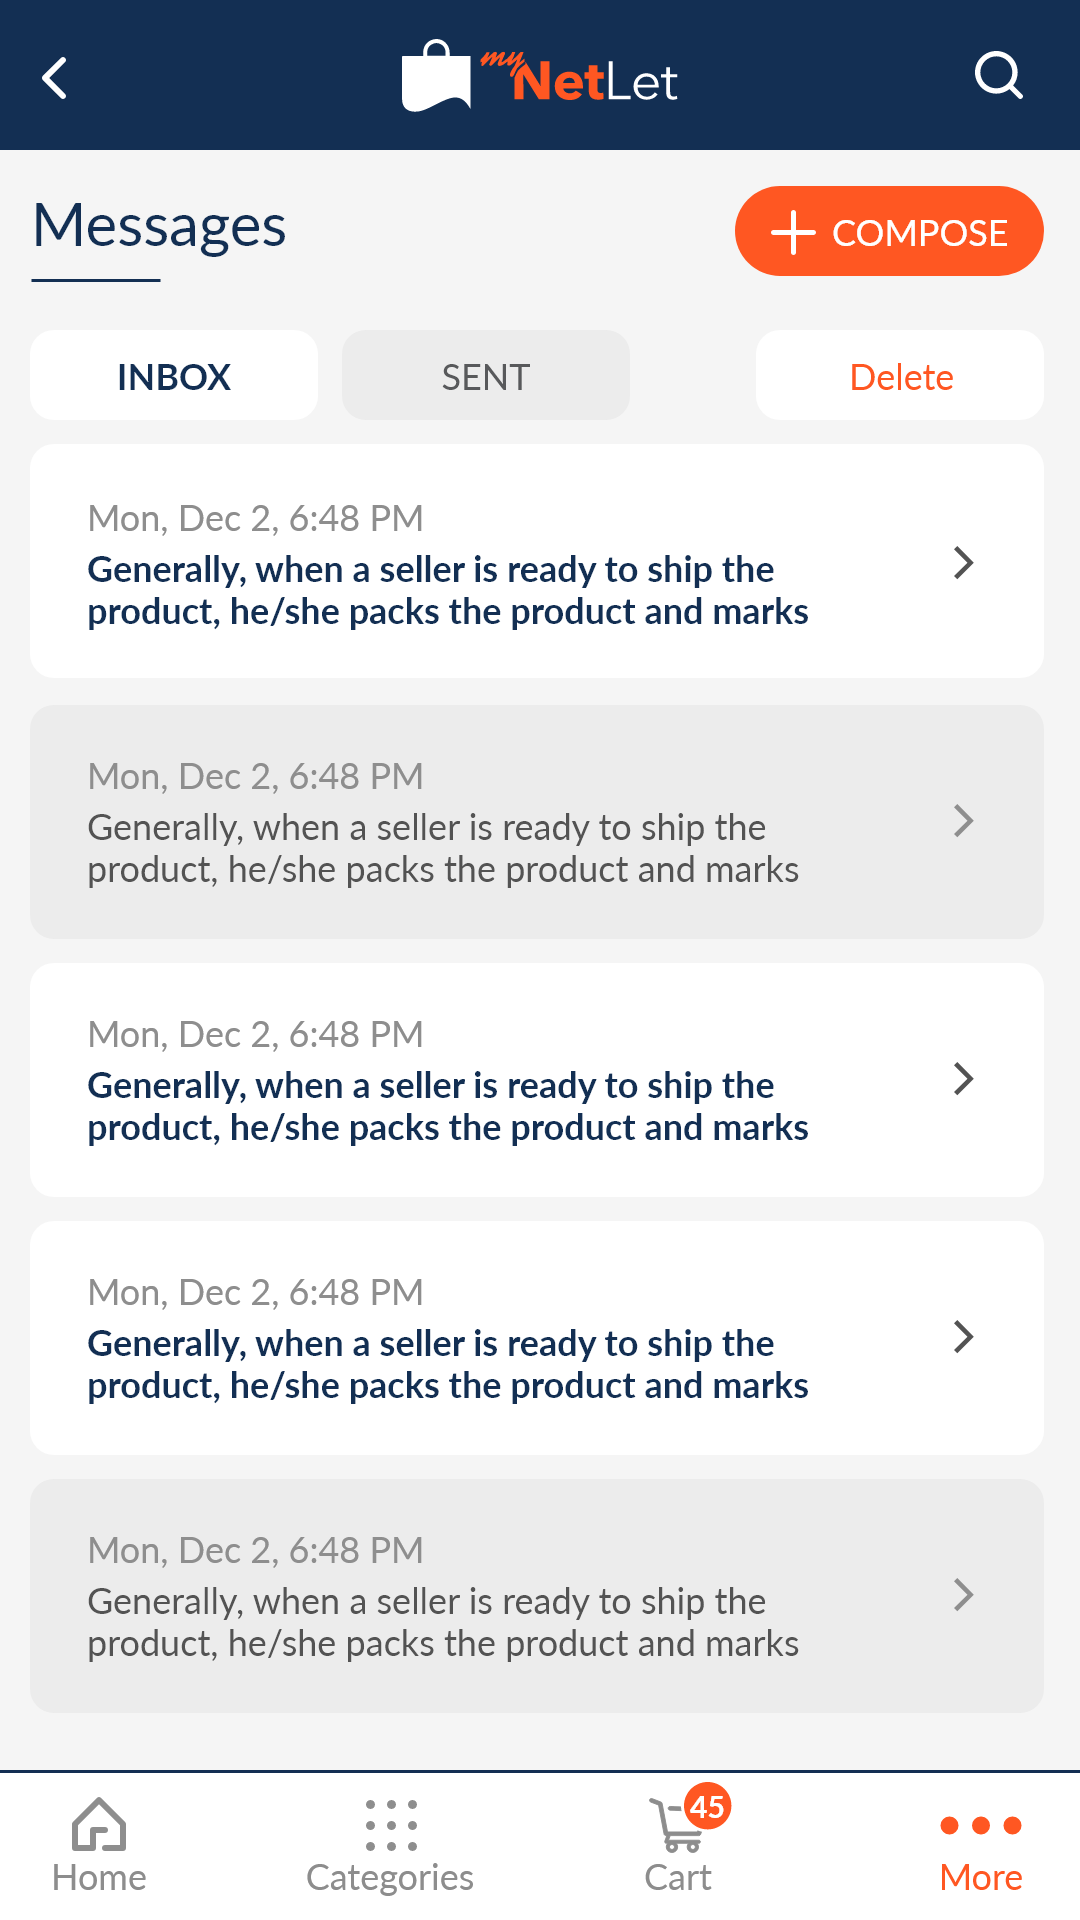 my NetLet
Messages
COMPOSE
INBOX
SENT
Delete
Mon, Dec 2, 6:48 PM
Generally, when a seller is ready to ship the
product, he/she packs the product and marks
Mon, Dec 2, 6:48 PM
Generally, when a seller is ready to ship the
product, he/she packs the product and marks
Mon, Dec 2, 6:48 PM
Generally, when a seller is ready to ship the
product, he/she packs the product and marks
Mon, Dec 2, 6:48 PM
Generally, when a seller is ready to ship the
product, he/she packs the product and marks
Mon, Dec 2, 6:48 PM
Generally, when a seller is ready to ship the
product, he/she packs the product and marks
45
Home
Categories
Cart
More